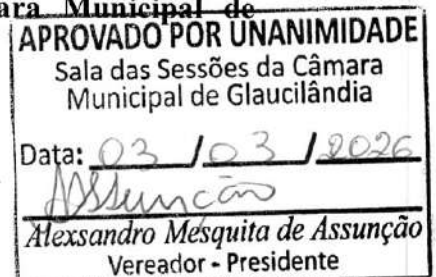 ara Municipal de
APROVADO POR UNANIMIDADE
Sala das Sessões da Câmara
Municipal de Glaucilândia
Data: 03 / 03 / 2026
Assunção
Alexsandro Mesquita de Assunção
Vereador - Presidente